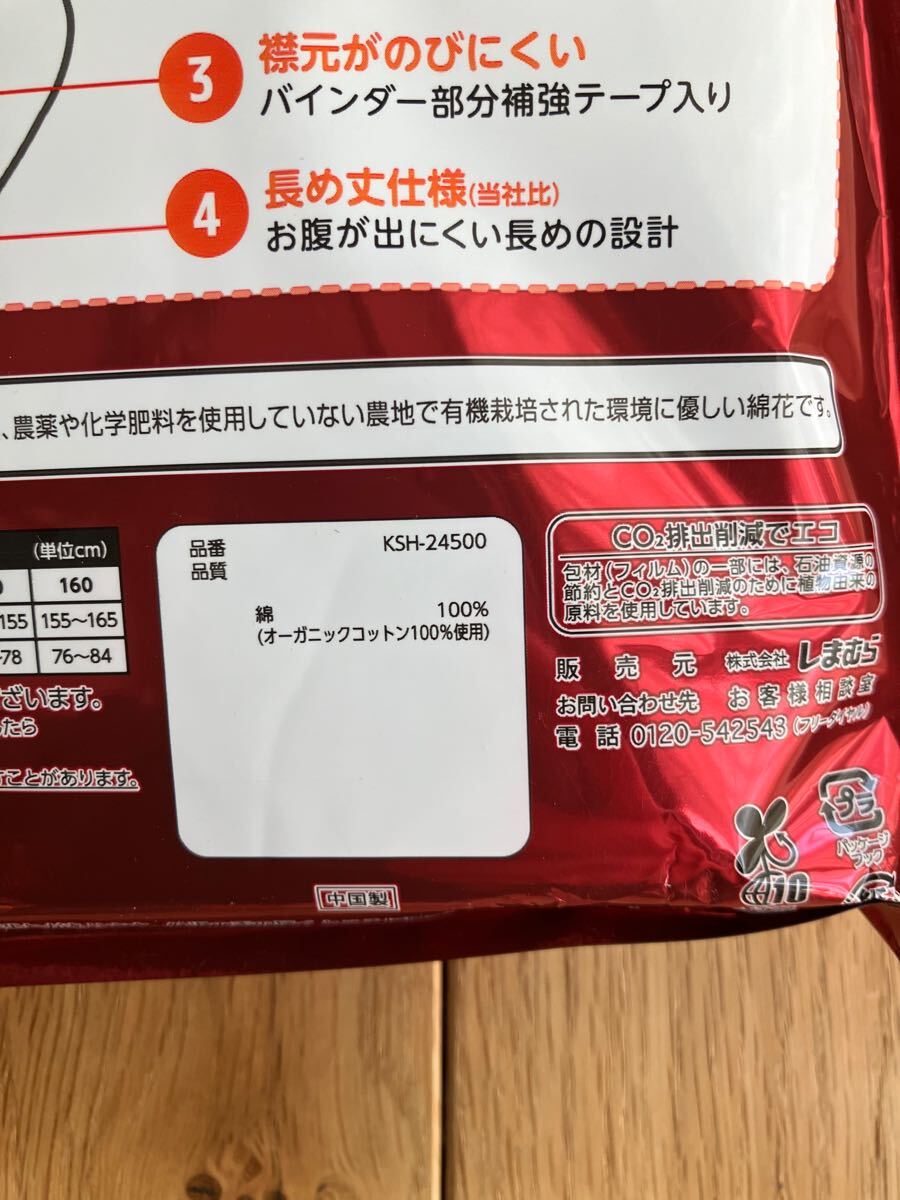 3 襟元がのびにくい
バインダー部分補強テープ入り
4 長め丈仕様(当社比)
お腹が出にくい長めの設計
、農薬や化学肥料を使用していない農地で有機栽培された環境に優しい綿花です。
(単位cm)
0 160
155 155〜165
78 76〜84
ざいます。
したら
すことがあります。
品番 KSH-24500
品質
綿 100%
(オーガニックコットン100%使用)
中国製
CO₂排出削減でエコ
包材(フィルム)の一部には、石油資源の
節約とCO₂排出削減のために植物由来の
原料を使用しています。
販売元 株式会社しまむら
お問い合わせ先 お客様相談室
電話 0120-542543 (フリーダイヤル)
プラ
パッケージ
フック
10